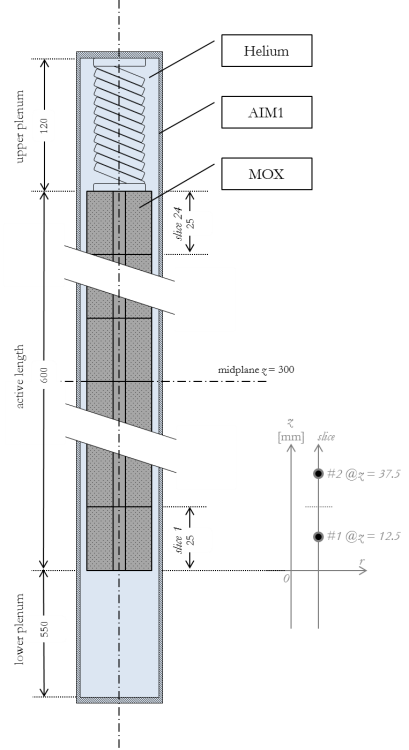 Helium
AIM1
MOX
upper plenum
120
slice 24
25
active length
600
midplane z = 300
z
[mm] slice
#2 @z = 37.5
#1 @z = 12.5
slice 1
25
r
0
lower plenum
550